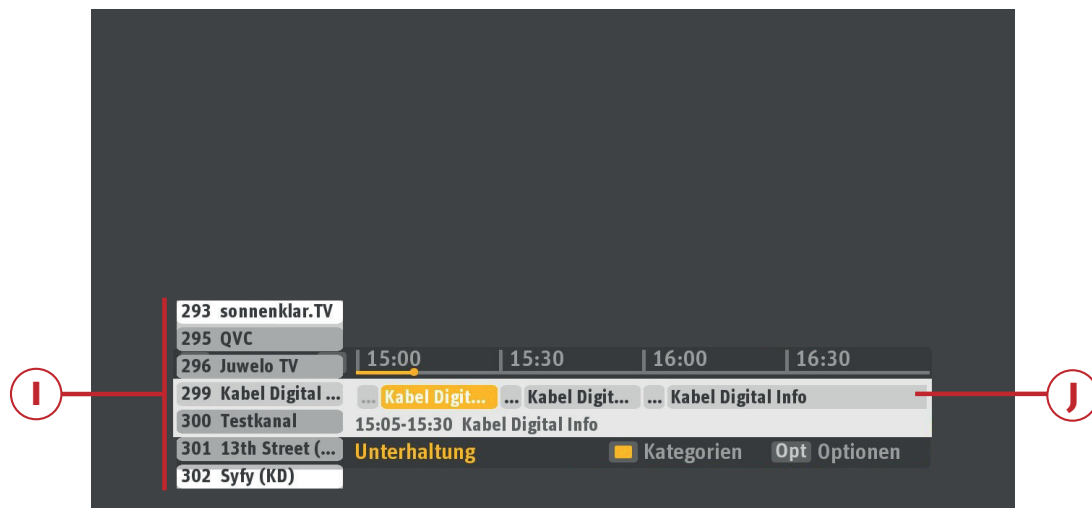 293 sonnenklar.TV
295 QVC
296 Juwelo TV
15:00 15:30 16:00 16:30
299 Kabel Digital ...
... Kabel Digit... ... Kabel Digit... ... Kabel Digital Info
300 Testkanal
15:05-15:30 Kabel Digital Info
301 13th Street (...
Unterhaltung Kategorien Opt Optionen
302 Syfy (KD)
I
J